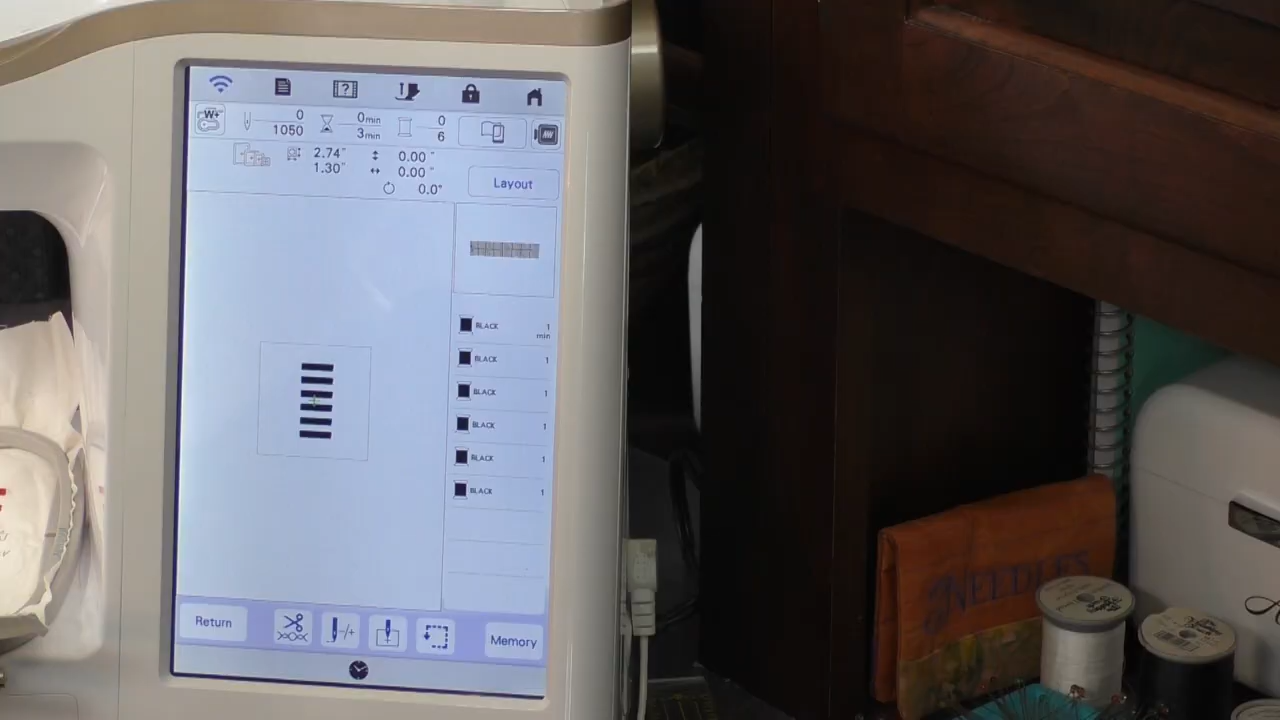 ?
W+
0
1050
0min
3min
0
6
2.74"
1.30"
0.00 "
0.00 "
0.0°
Layout
BLACK 1
min
BLACK 1
BLACK 1
BLACK 1
BLACK 1
BLACK 1
Return
-/+
Memory
NEEDLES